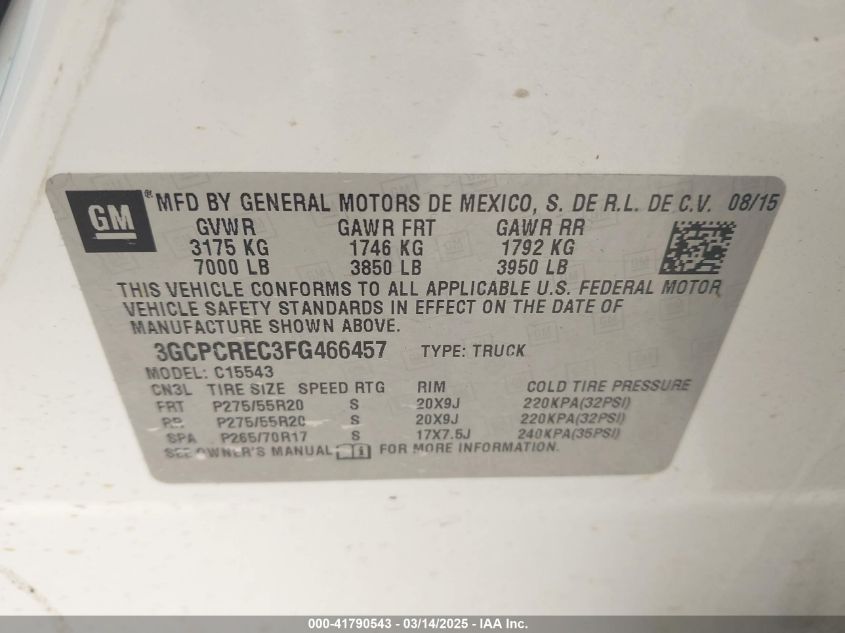 GM
® MFD BY GENERAL MOTORS DE MEXICO, S. DE R.L. DE C.V. 08/15
GVWR GAWR FRT GAWR RR
3175 KG 1746 KG 1792 KG
7000 LB 3850 LB 3950 LB
THIS VEHICLE CONFORMS TO ALL APPLICABLE U.S. FEDERAL MOTOR
VEHICLE SAFETY STANDARDS IN EFFECT ON THE DATE OF
MANUFACTURE SHOWN ABOVE.
3GCPCREC3FG466457 TYPE: TRUCK
MODEL: C15543
CN3L TIRE SIZE SPEED RTG RIM COLD TIRE PRESSURE
FRT P275/55R20 S 20X9J 220KPA(32PSI)
RR P275/55R20 S 20X9J 220KPA(32PSI)
SPA P265/70R17 S 17X7.5J 240KPA(35PSI)
SEE OWNER'S MANUAL FOR MORE INFORMATION.
000-41790543 - 03/14/2025 - IAA Inc.